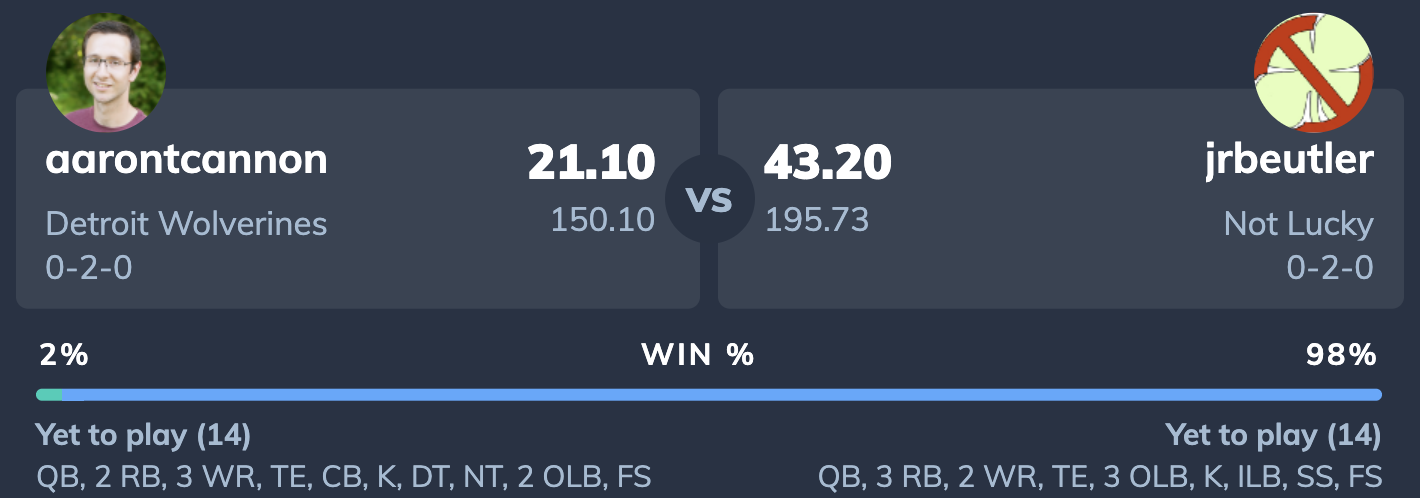 aarontcannon
Detroit Wolverines
0-2-0
21.10
150.10
VS
43.20
195.73
jrbeutler
Not Lucky
0-2-0
2% WIN % 98%
Yet to play (14)
QB, 2 RB, 3 WR, TE, CB, K, DT, NT, 2 OLB, FS
Yet to play (14)
QB, 3 RB, 2 WR, TE, 3 OLB, K, ILB, SS, FS